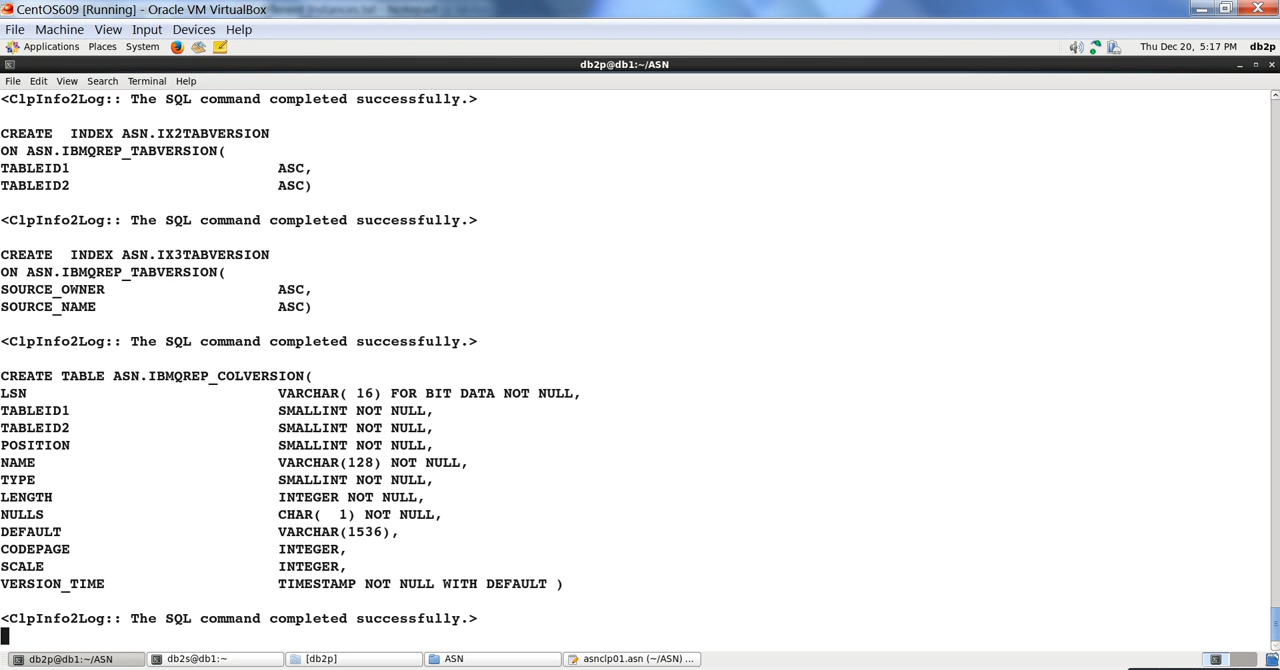 CentOS609 [Running] - Oracle VM VirtualBox
File Machine View Input Devices Help
Applications Places System Thu Dec 20, 5:17 PM db2p
db2p@db1:~/ASN
File Edit View Search Terminal Help
<ClpInfo2Log:: The SQL command completed successfully.>
CREATE  INDEX ASN.IX2TABVERSION
ON ASN.IBMQREP_TABVERSION(
TABLEID1                        ASC,
TABLEID2                        ASC)
<ClpInfo2Log:: The SQL command completed successfully.>
CREATE  INDEX ASN.IX3TABVERSION
ON ASN.IBMQREP_TABVERSION(
SOURCE_OWNER                    ASC,
SOURCE_NAME                     ASC)
<ClpInfo2Log:: The SQL command completed successfully.>
CREATE TABLE ASN.IBMQREP_COLVERSION(
LSN                             VARCHAR( 16) FOR BIT DATA NOT NULL,
TABLEID1                        SMALLINT NOT NULL,
TABLEID2                        SMALLINT NOT NULL,
POSITION                        SMALLINT NOT NULL,
NAME                            VARCHAR(128) NOT NULL,
TYPE                            SMALLINT NOT NULL,
LENGTH                          INTEGER NOT NULL,
NULLS                           CHAR(  1) NOT NULL,
DEFAULT                         VARCHAR(1536),
CODEPAGE                        INTEGER,
SCALE                           INTEGER,
VERSION_TIME                    TIMESTAMP NOT NULL WITH DEFAULT )
<ClpInfo2Log:: The SQL command completed successfully.>
db2p@db1:~/ASN db2s@db1:~ [db2p] ASN asnclp01.asn (~/ASN) ...